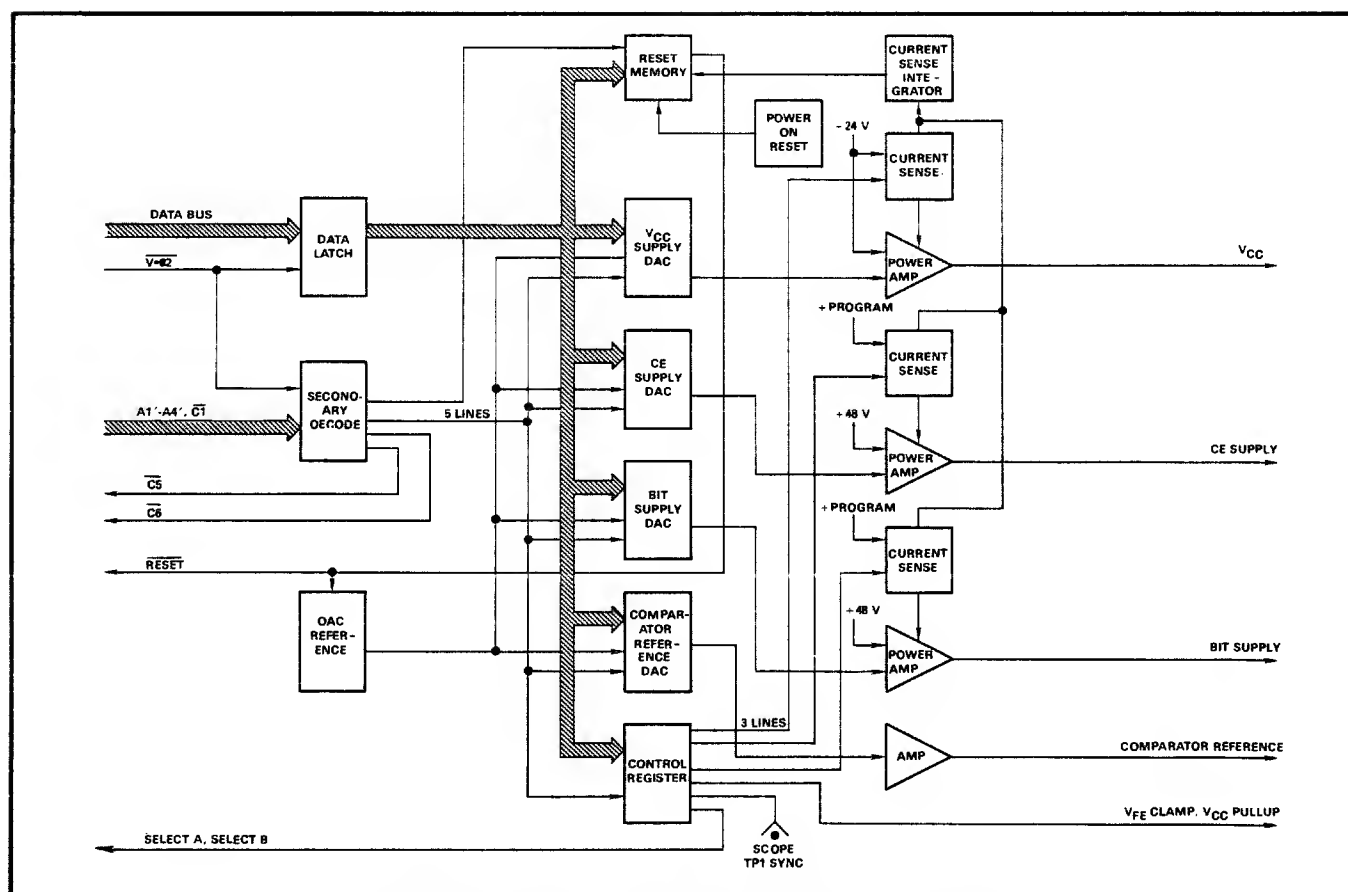 RESET
MEMORY
CURRENT
SENSE
INTE-
GRATOR
POWER
ON
RESET
- 24 V
CURRENT
SENSE
DATA BUS
DATA
LATCH
VCC
SUPPLY
DAC
POWER
AMP
VCC
+ PROGRAM
CURRENT
SENSE
SECOND-
ARY
DECODE
A1'-A4', C1
5 LINES
CE
SUPPLY
DAC
+48 V
POWER
AMP
CE SUPPLY
C5
C6
BIT
SUPPLY
DAC
+PROGRAM
CURRENT
SENSE
RESET
OAC
REFER-
ENCE
COMPAR-
ATOR
REFER-
ENCE
DAC
+48 V
POWER
AMP
BIT SUPPLY
3 LINES
CONTROL
REGISTER
AMP
COMPARATOR REFERENCE
VFE CLAMP. VCC PULLUP
SELECT A, SELECT B
SCOPE
TP1 SYNC